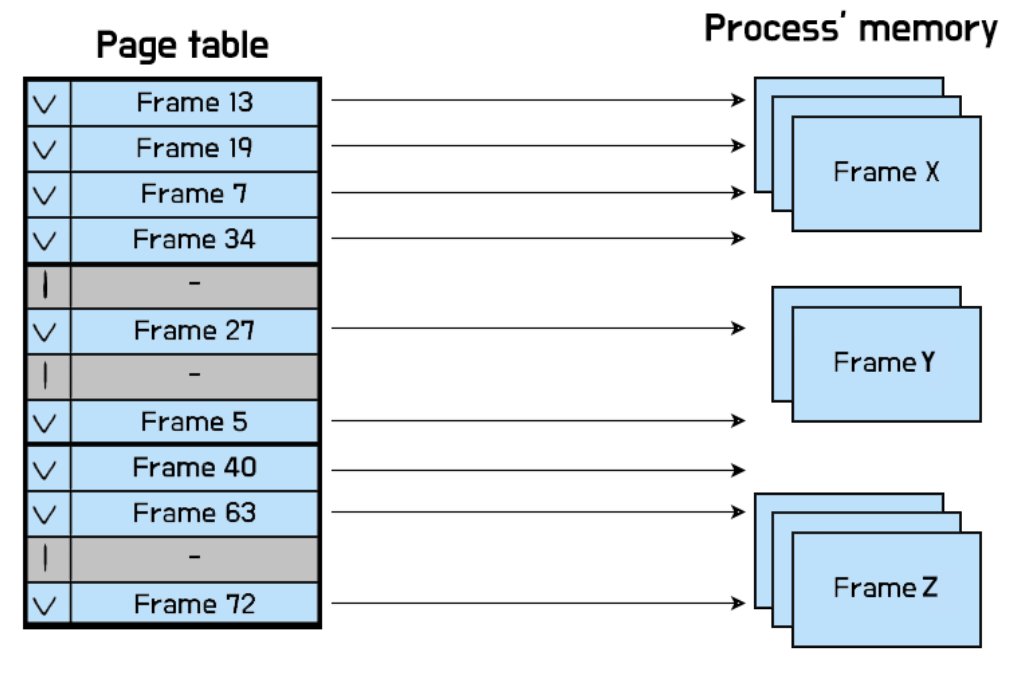 Page table
Process' memory
v Frame 13
v Frame 19
v Frame 7
v Frame 34
i -
v Frame 27
i -
v Frame 5
v Frame 40
v Frame 63
i -
v Frame 72
Frame X
Frame Y
Frame Z